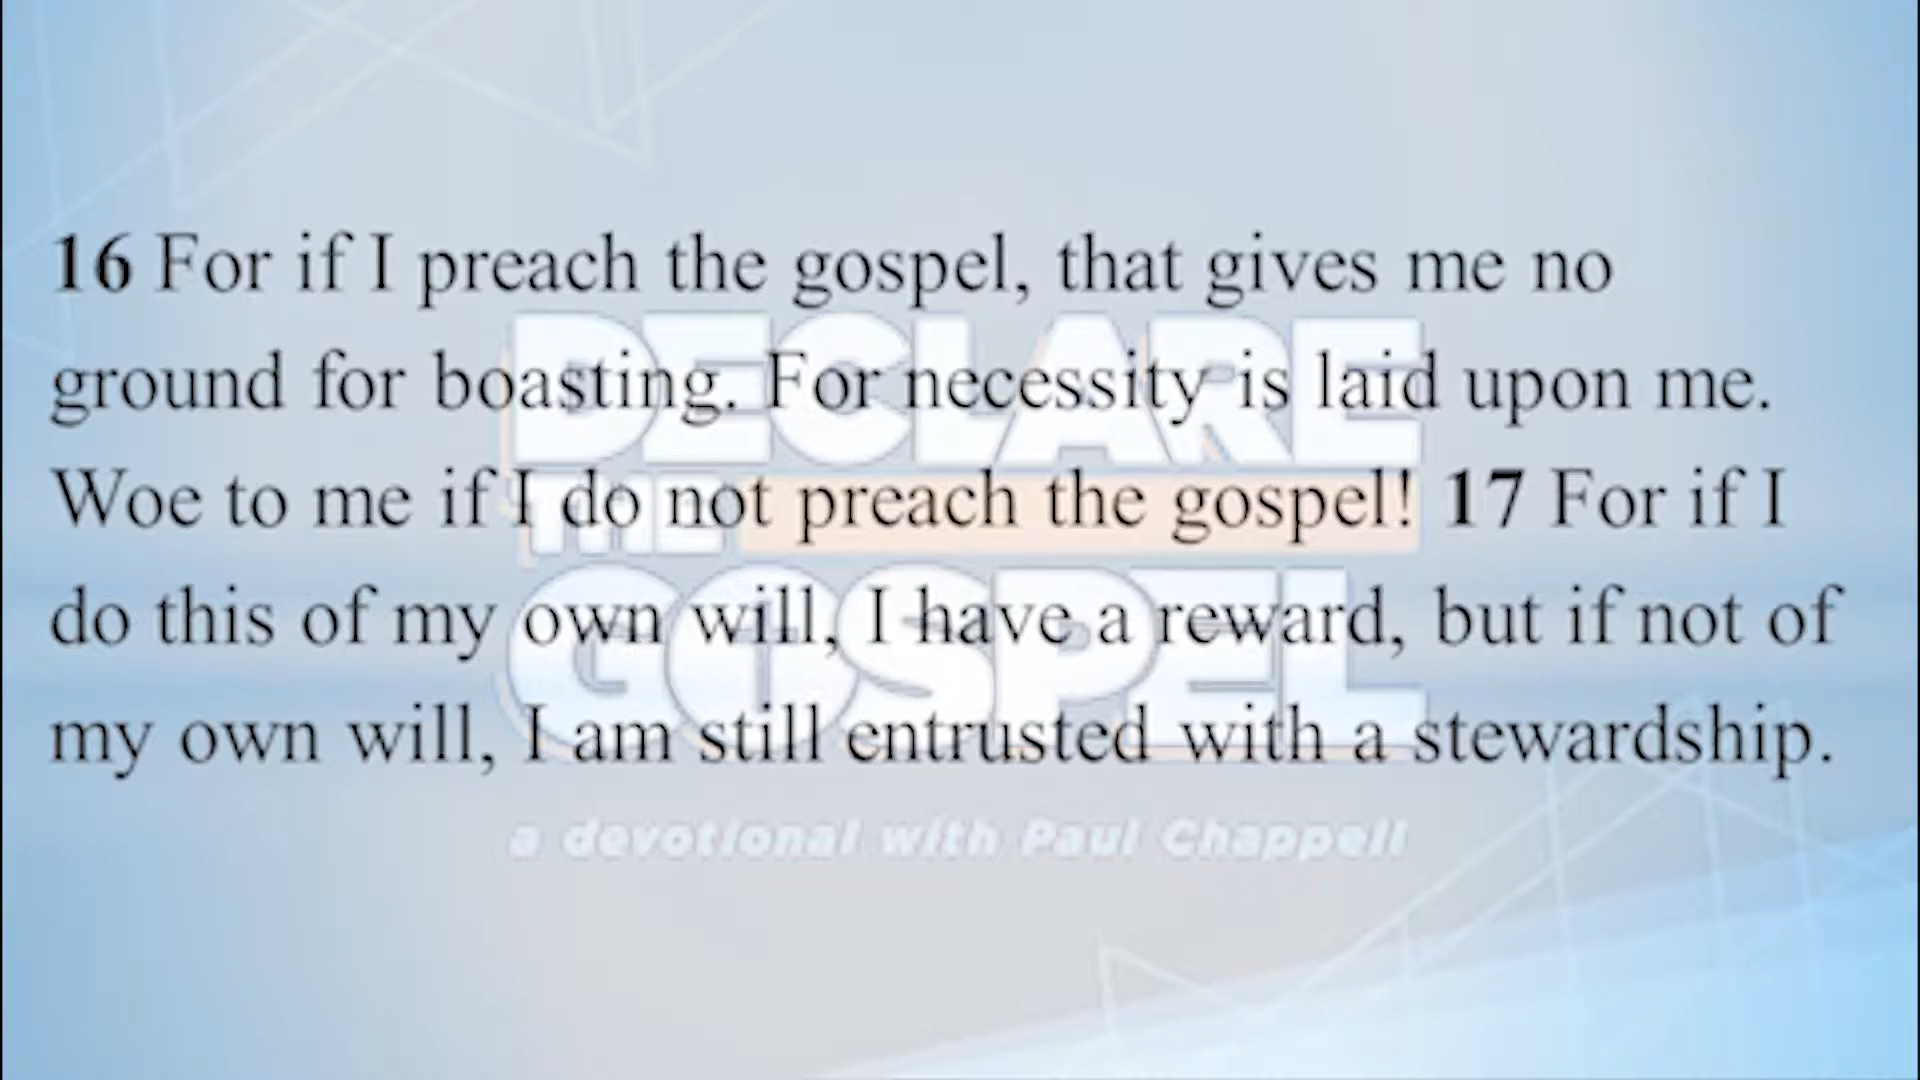 16 For if I preach the gospel, that gives me no
ground for boasting. For necessity is laid upon me.
Woe to me if I do not preach the gospel! 17 For if I
do this of my own will, I have a reward, but if not of
my own will, I am still entrusted with a stewardship.
DECLARE
THE
GOSPEL
a devotional with Paul Chappell